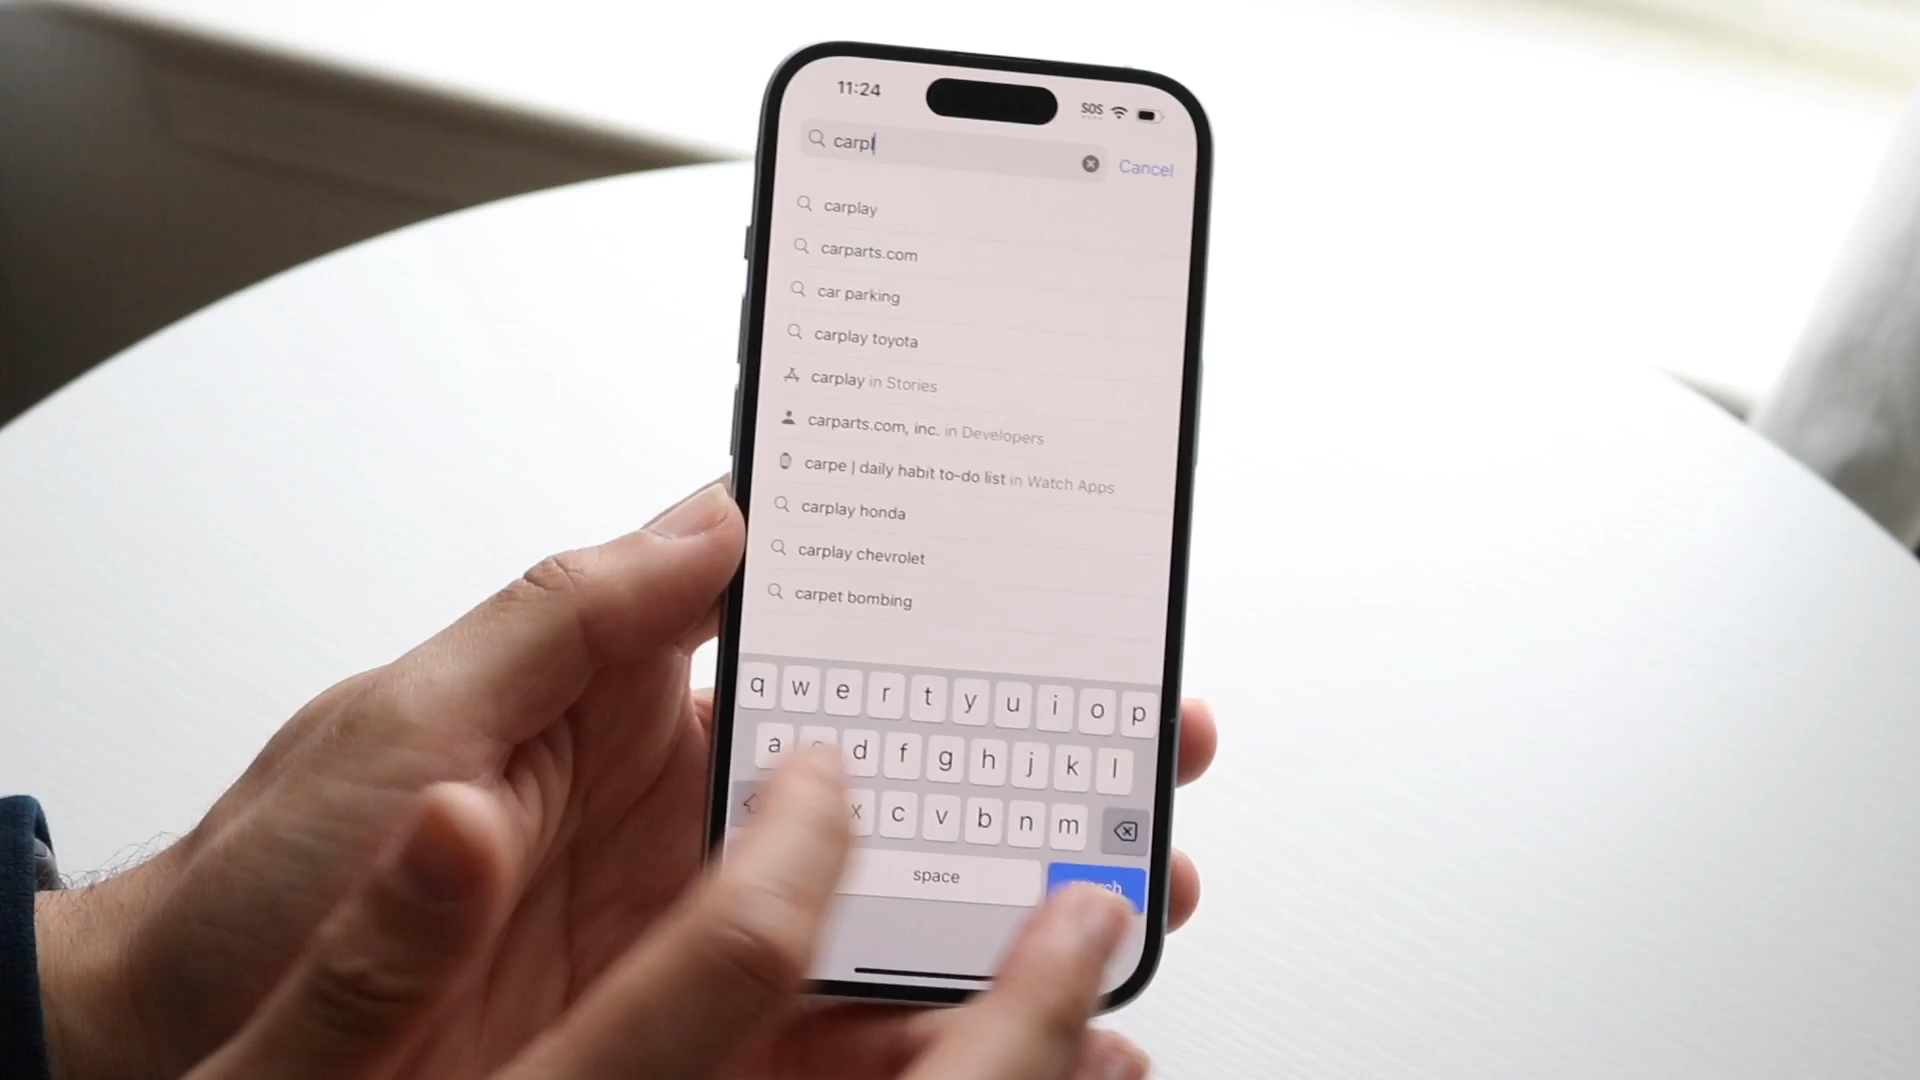 11:24
SOS
carpl
Cancel
carplay
carparts.com
car parking
carplay toyota
carplay in Stories
carparts.com, inc. in Developers
carpe | daily habit to-do list in Watch Apps
carplay honda
carplay chevrolet
carpet bombing
q w e r t y u i o p
a d f g h j k l
x c v b n m
space